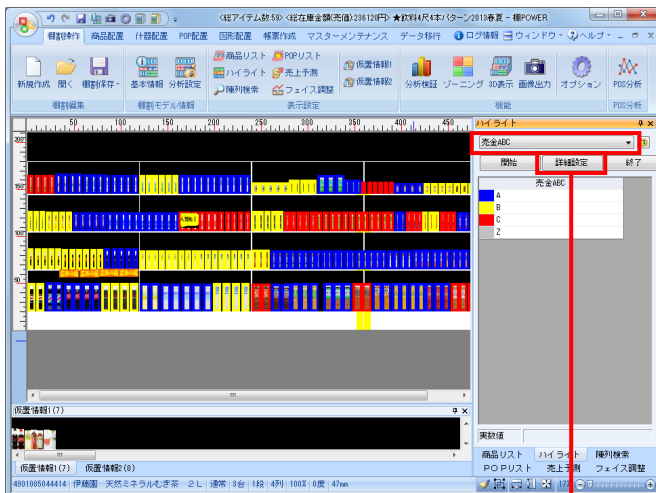 <総アイテム数:59> <総在庫金額(売価):236120円> ★飲料4尺4本パターン2013春夏 - 棚POWER
棚割操作 商品配置 什器配置 POP配置 図形配置 帳票作成 マスターメンテナンス データ移行 ログ情報 ウィンドウ ヘルプ
商品リスト POPリスト 仮置情報1
ハイライト 売上予測 仮置情報2
陳列検索 フェイス調整
新規作成 開く 棚割保存 基本情報 分析設定 分析検証 ゾーニング 3D表示 画像出力 オプション POS分析
棚割編集 棚割モデル情報 表示設定 機能 POS分析
50 100 150 200 250 300 350 400 450
ハイライト
売金ABC
開始 詳細設定 終了
売金ABC
A
B
C
Z
200
150
100
50
人気No.1
仮置情報1(7)
実数値
商品リスト ハイライト 陳列検索
POPリスト 売上予測 フェイス調整
仮置情報1(7) 仮置情報2(0)
4901085044414 伊藤園 天然ミネラルむぎ茶 2L 通常 3台 1段 4列 100% 0度 47mm